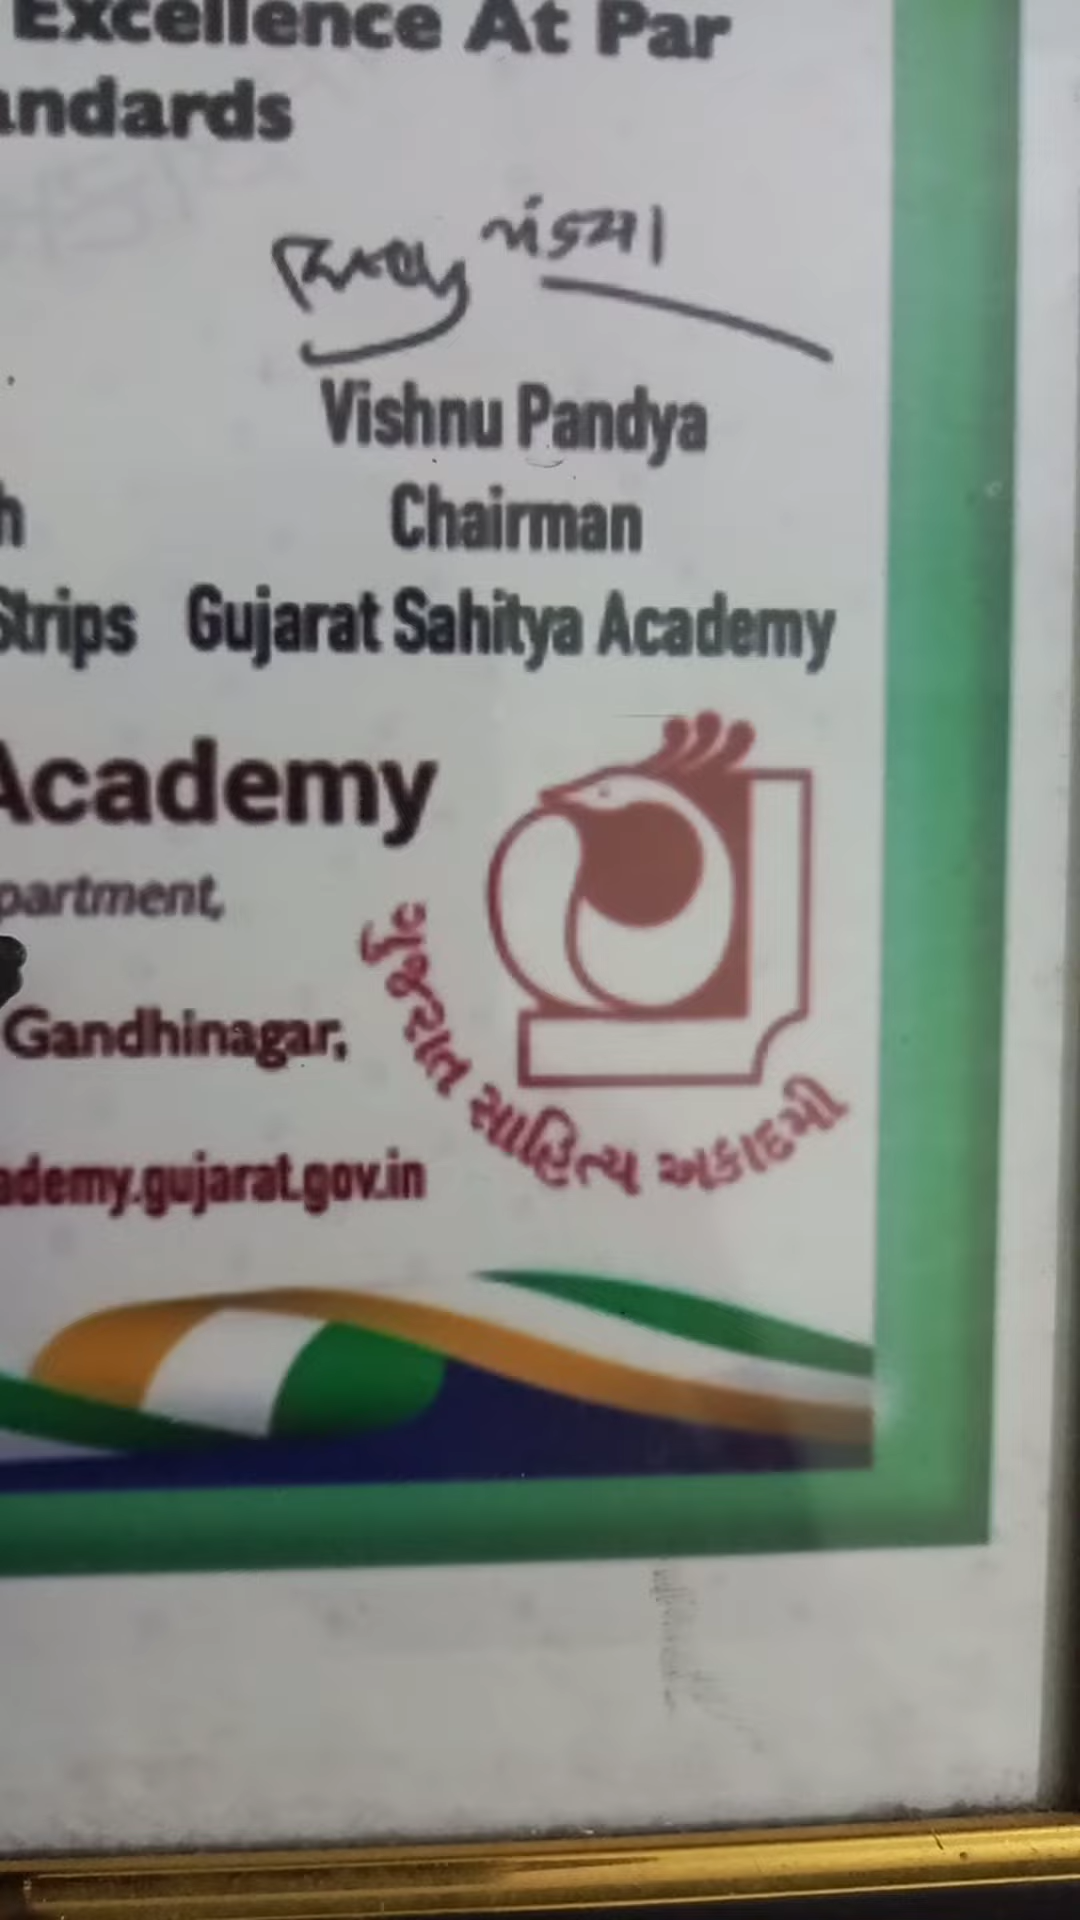 Excellence At Par
andards
વિષ્ણુ પંડ્યા
Vishnu Pandya
Chairman
Strips Gujarat Sahitya Academy
Academy
partment,
Gandhinagar,
ademy.gujarat.gov.in
ગુજરાત સાહિત્ય અકાદમી